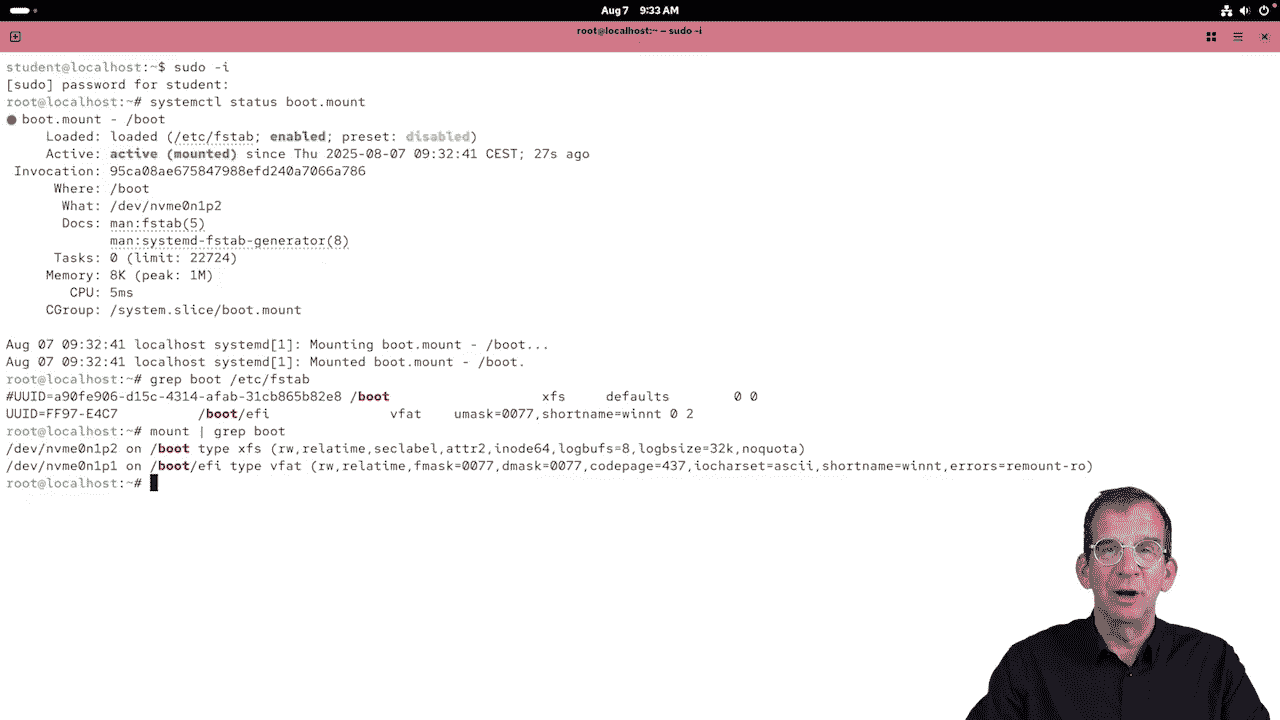 Aug 7 9:33 AM
root@localhost:~ – sudo -i
student@localhost:~$ sudo -i
[sudo] password for student:
root@localhost:~# systemctl status boot.mount
● boot.mount - /boot
Loaded: loaded (/etc/fstab; enabled; preset: disabled)
Active: active (mounted) since Thu 2025-08-07 09:32:41 CEST; 27s ago
Invocation: 95ca08ae675847988efd240a7066a786
Where: /boot
What: /dev/nvme0n1p2
Docs: man:fstab(5)
man:systemd-fstab-generator(8)
Tasks: 0 (limit: 22724)
Memory: 8K (peak: 1M)
CPU: 5ms
CGroup: /system.slice/boot.mount
Aug 07 09:32:41 localhost systemd[1]: Mounting boot.mount - /boot...
Aug 07 09:32:41 localhost systemd[1]: Mounted boot.mount - /boot.
root@localhost:~# grep boot /etc/fstab
#UUID=a90fe906-d15c-4314-afab-31cb865b82e8 /boot xfs defaults 0 0
UUID=FF97-E4C7 /boot/efi vfat umask=0077,shortname=winnt 0 2
root@localhost:~# mount | grep boot
/dev/nvme0n1p2 on /boot type xfs (rw,relatime,seclabel,attr2,inode64,logbufs=8,logbsize=32k,noquota)
/dev/nvme0n1p1 on /boot/efi type vfat (rw,relatime,fmask=0077,dmask=0077,codepage=437,iocharset=ascii,shortname=winnt,errors=remount-ro)
root@localhost:~#